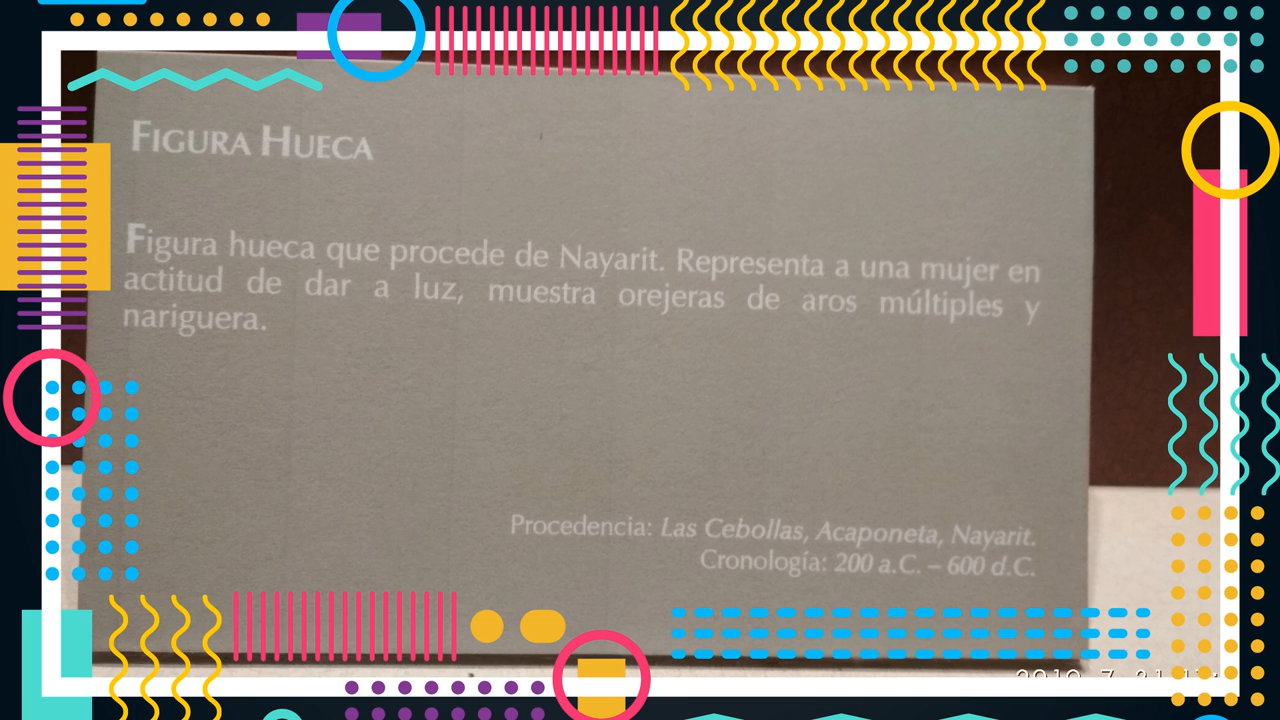 FIGURA HUECA
Figura hueca que procede de Nayarit. Representa a una mujer en
actitud de dar a luz, muestra orejeras de aros múltiples y
nariguera.
Procedencia: Las Cebollas, Acaponeta, Nayarit.
Cronología: 200 a.C. – 600 d.C.